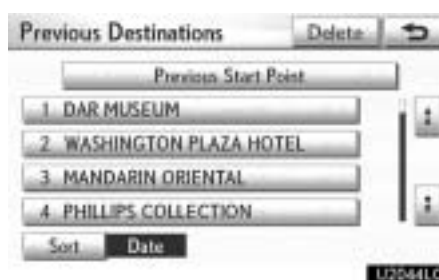 Previous Destinations Delete
Previous Start Point
1 DAR MUSEUM
2 WASHINGTON PLAZA HOTEL
3 MANDARIN ORIENTAL
4 PHILLIPS COLLECTION
Sort Date